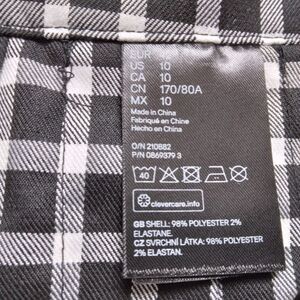 EUR
US 10
CA 10
CN 170/80A
MX 10
Made in China
Fabriqué en Chine
Hecho en China
O/N 210882
P/N 0869379 3
40
clevercare.info
GB SHELL: 98% POLYESTER 2%
ELASTANE.
CZ SVRCHNÍ LÁTKA: 98% POLYESTER
2% ELASTAN.